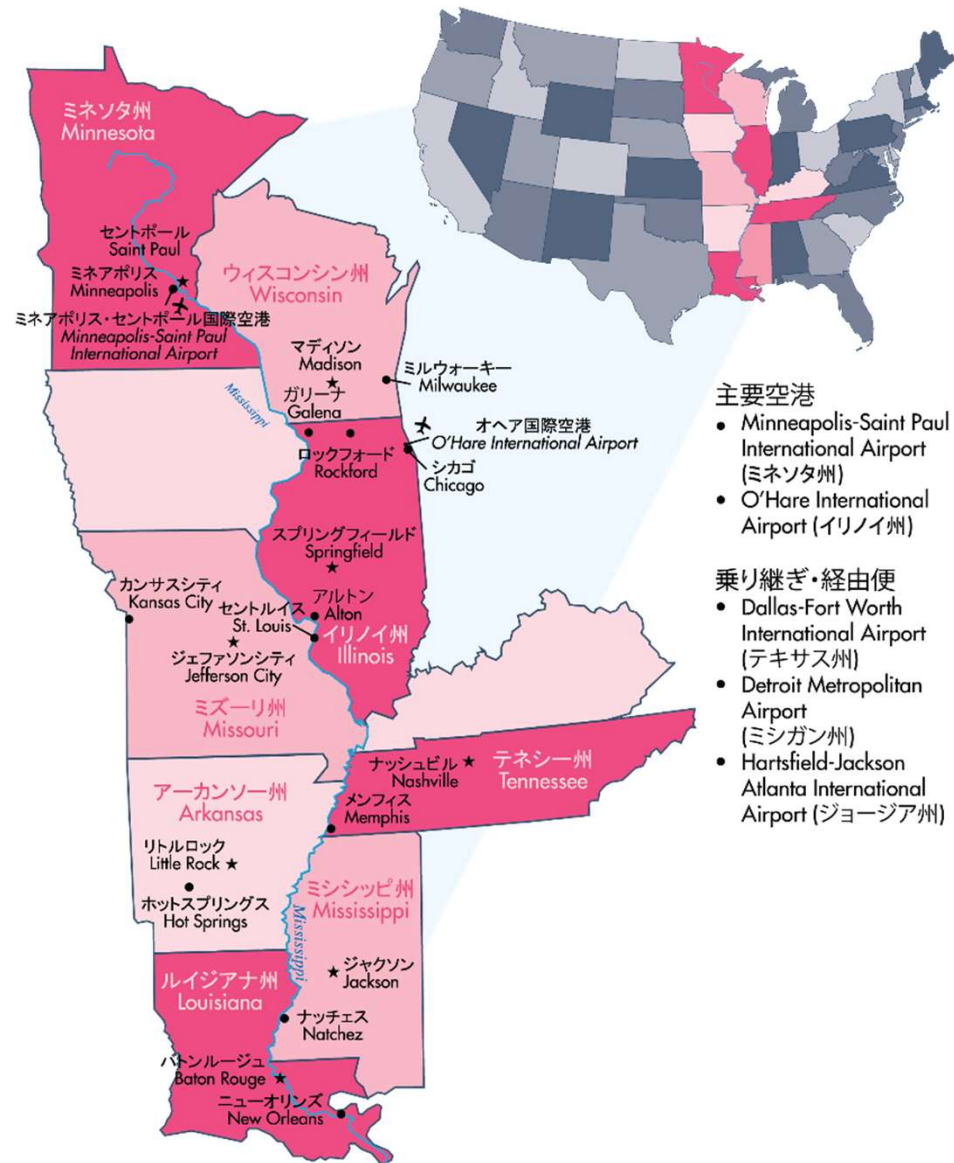 ミネソタ州
Minnesota
セントポール
Saint Paul
ミネアポリス
Minneapolis
ミネアポリス・セントポール国際空港
Minneapolis-Saint Paul
International Airport
ウィスコンシン州
Wisconsin
マディソン
Madison
ミルウォーキー
Milwaukee
Mississippi
ガリーナ
Galena
オヘア国際空港
O'Hare International Airport
ロックフォード
Rockford
シカゴ
Chicago
スプリングフィールド
Springfield
カンサスシティ
Kansas City
アルトン
Alton
セントルイス
St. Louis
イリノイ州
Illinois
ジェファソンシティ
Jefferson City
ミズーリ州
Missouri
ナッシュビル
Nashville
テネシー州
Tennessee
アーカンソー州
Arkansas
メンフィス
Memphis
リトルロック
Little Rock
ホットスプリングス
Hot Springs
ミシシッピ州
Mississippi
Mississippi
ルイジアナ州
Louisiana
ジャクソン
Jackson
ナッチェス
Natchez
バトンルージュ
Baton Rouge
ニューオリンズ
New Orleans
主要空港
• Minneapolis-Saint Paul
International Airport
(ミネソタ州)
• O'Hare International
Airport (イリノイ州)
乗り継ぎ・経由便
• Dallas-Fort Worth
International Airport
(テキサス州)
• Detroit Metropolitan
Airport
(ミシガン州)
• Hartsfield-Jackson
Atlanta International
Airport (ジョージア州)